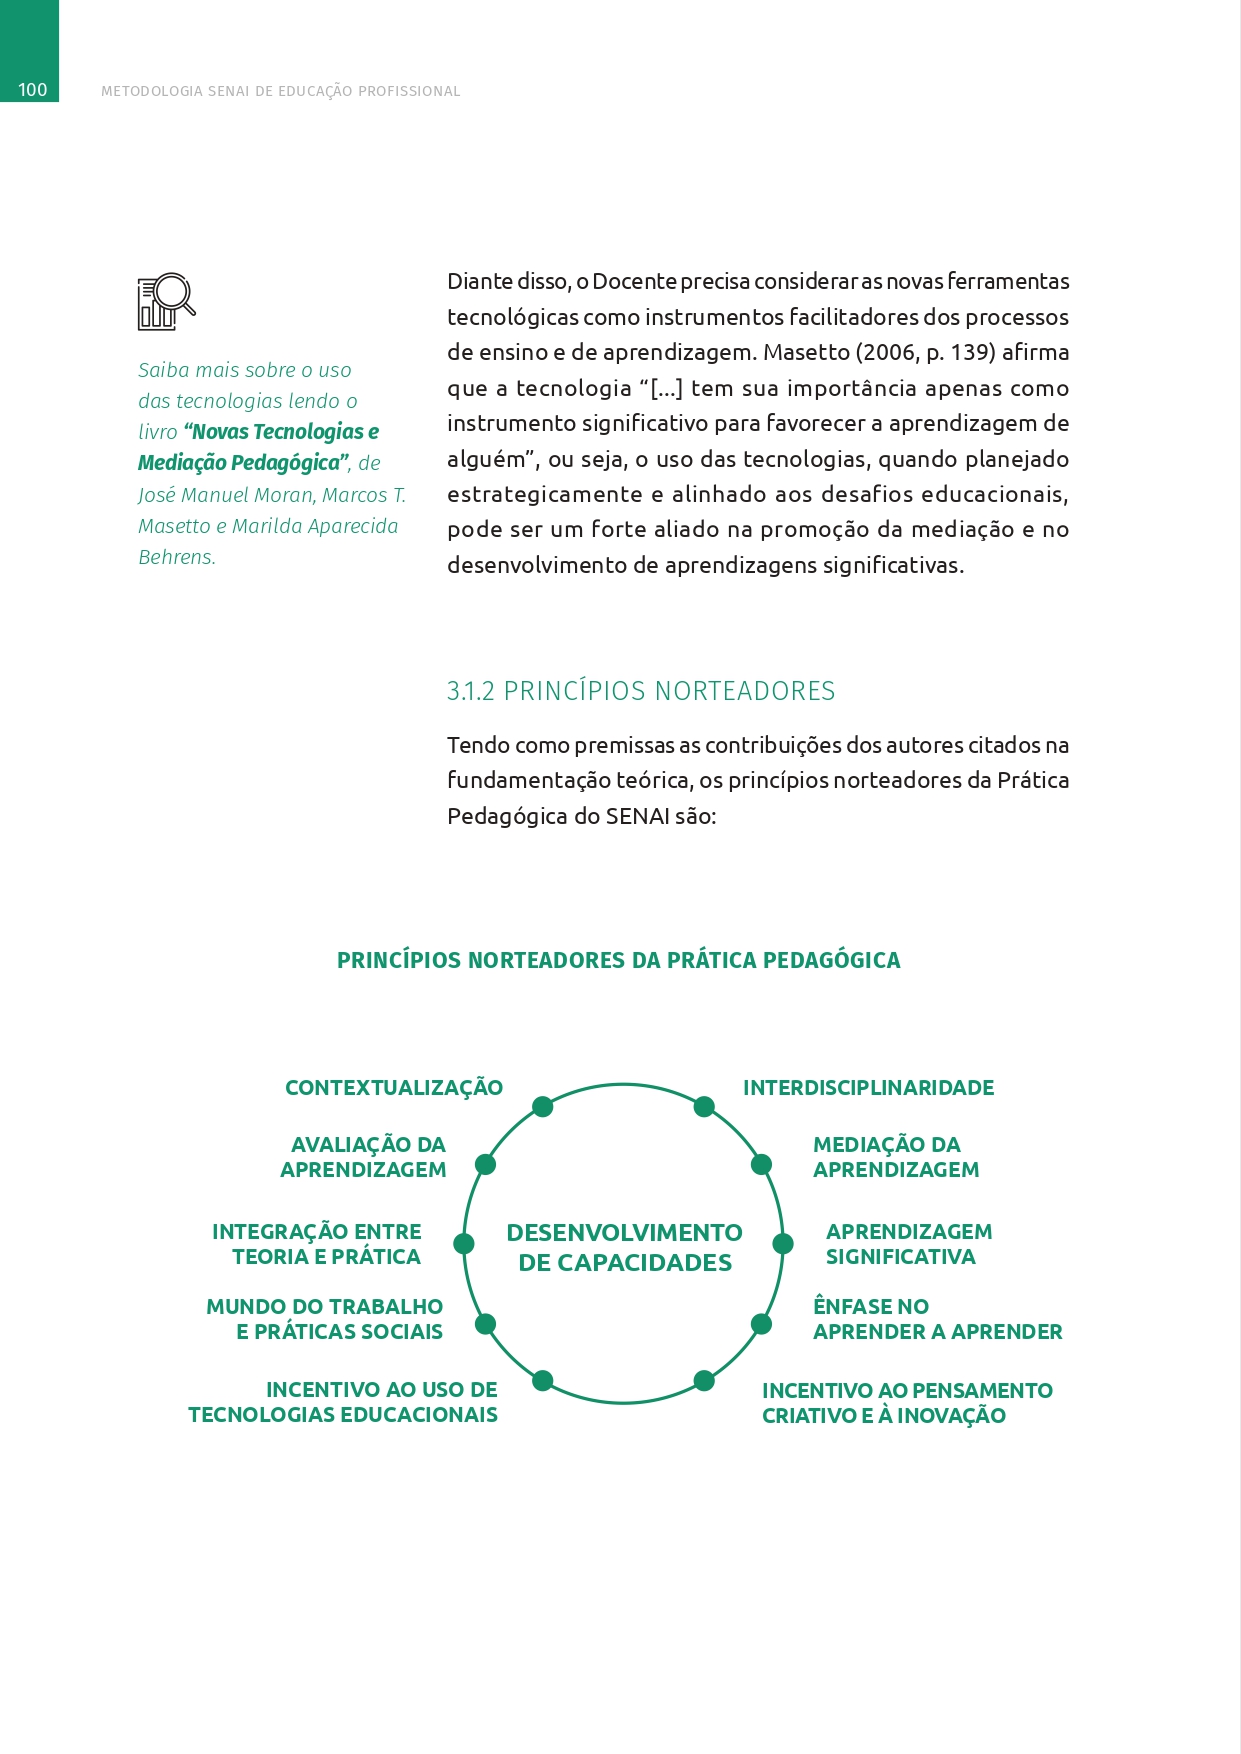 100
METODOLOGIA SENAI DE EDUCAÇÃO PROFISSIONAL
Saiba mais sobre o uso
das tecnologias lendo o
livro “Novas Tecnologias e
Mediação Pedagógica”, de
José Manuel Moran, Marcos T.
Masetto e Marilda Aparecida
Behrens.
Diante disso, o Docente precisa considerar as novas ferramentas
tecnológicas como instrumentos facilitadores dos processos
de ensino e de aprendizagem. Masetto (2006, p. 139) afirma
que a tecnologia “[...] tem sua importância apenas como
instrumento significativo para favorecer a aprendizagem de
alguém”, ou seja, o uso das tecnologias, quando planejado
estrategicamente e alinhado aos desafios educacionais,
pode ser um forte aliado na promoção da mediação e no
desenvolvimento de aprendizagens significativas.
3.1.2 PRINCÍPIOS NORTEADORES
Tendo como premissas as contribuições dos autores citados na
fundamentação teórica, os princípios norteadores da Prática
Pedagógica do SENAI são:
PRINCÍPIOS NORTEADORES DA PRÁTICA PEDAGÓGICA
CONTEXTUALIZAÇÃO
INTERDISCIPLINARIDADE
AVALIAÇÃO DA
APRENDIZAGEM
MEDIAÇÃO DA
APRENDIZAGEM
INTEGRAÇÃO ENTRE
TEORIA E PRÁTICA
DESENVOLVIMENTO
DE CAPACIDADES
APRENDIZAGEM
SIGNIFICATIVA
MUNDO DO TRABALHO
E PRÁTICAS SOCIAIS
ÊNFASE NO
APRENDER A APRENDER
INCENTIVO AO USO DE
TECNOLOGIAS EDUCACIONAIS
INCENTIVO AO PENSAMENTO
CRIATIVO E À INOVAÇÃO